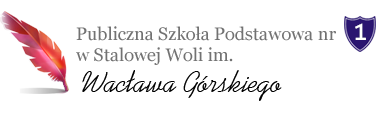 Publiczna Szkoła Podstawowa nr 1
w Stalowej Woli im.
Wacława Górskiego